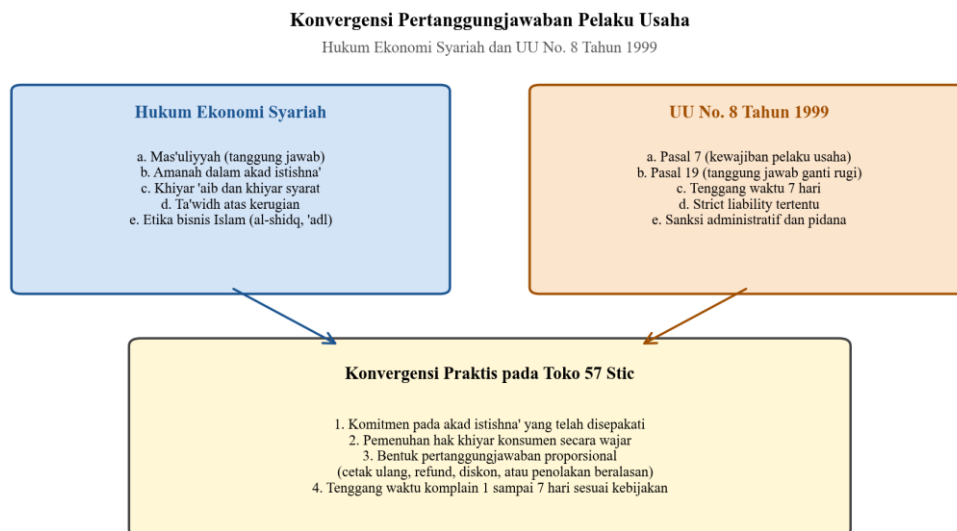 Konvergensi Pertanggungjawaban Pelaku Usaha
Hukum Ekonomi Syariah dan UU No. 8 Tahun 1999
Hukum Ekonomi Syariah
a. Mas'uliyyah (tanggung jawab)
b. Amanah dalam akad istishna'
c. Khiyar 'aib dan khiyar syarat
d. Ta'widh atas kerugian
e. Etika bisnis Islam (al-shidq, 'adl)
UU No. 8 Tahun 1999
a. Pasal 7 (kewajiban pelaku usaha)
b. Pasal 19 (tanggung jawab ganti rugi)
c. Tenggang waktu 7 hari
d. Strict liability tertentu
e. Sanksi administratif dan pidana
Konvergensi Praktis pada Toko 57 Stic
1. Komitmen pada akad istishna' yang telah disepakati
2. Pemenuhan hak khiyar konsumen secara wajar
3. Bentuk pertanggungjawaban proporsional
(cetak ulang, refund, diskon, atau penolakan beralasan)
4. Tenggang waktu komplain 1 sampai 7 hari sesuai kebijakan